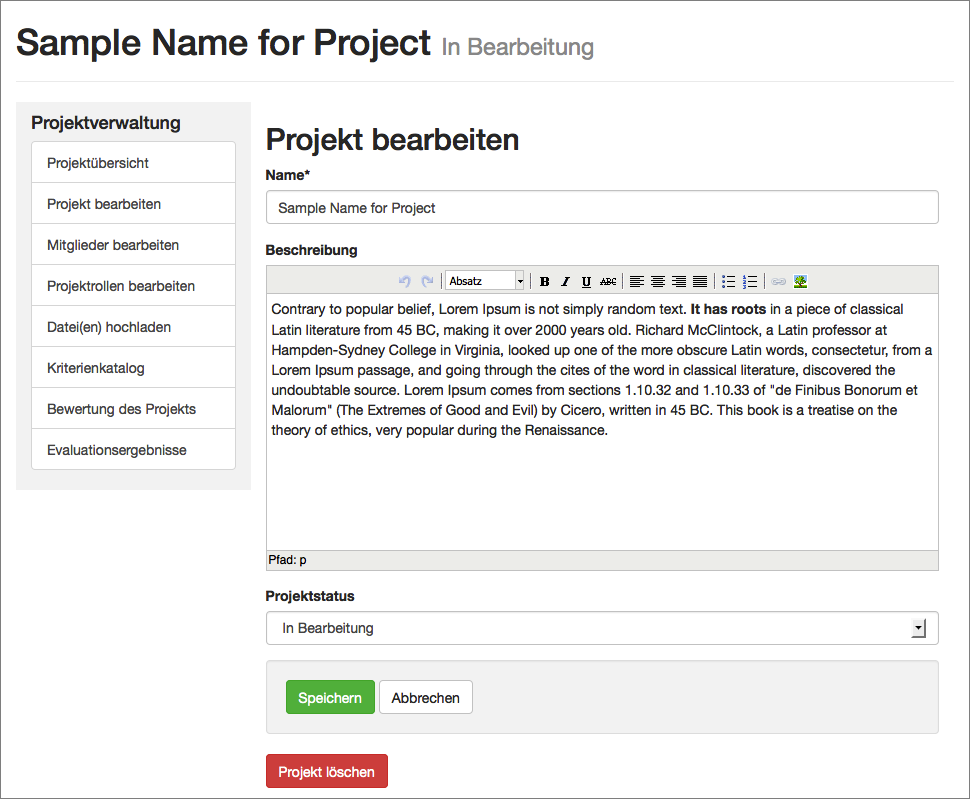 Sample Name for Project In Bearbeitung
Projektverwaltung
Projektübersicht
Projekt bearbeiten
Mitglieder bearbeiten
Projektrollen bearbeiten
Datei(en) hochladen
Kriterienkatalog
Bewertung des Projekts
Evaluationsergebnisse
Projekt bearbeiten
Name*
Sample Name for Project
Beschreibung
Absatz B I U ABC
Contrary to popular belief, Lorem Ipsum is not simply random text. It has roots in a piece of classical
Latin literature from 45 BC, making it over 2000 years old. Richard McClintock, a Latin professor at
Hampden-Sydney College in Virginia, looked up one of the more obscure Latin words, consectetur, from a
Lorem Ipsum passage, and going through the cites of the word in classical literature, discovered the
undoubtable source. Lorem Ipsum comes from sections 1.10.32 and 1.10.33 of "de Finibus Bonorum et
Malorum" (The Extremes of Good and Evil) by Cicero, written in 45 BC. This book is a treatise on the
theory of ethics, very popular during the Renaissance.
Pfad: p
Projektstatus
In Bearbeitung
Speichern Abbrechen
Projekt löschen